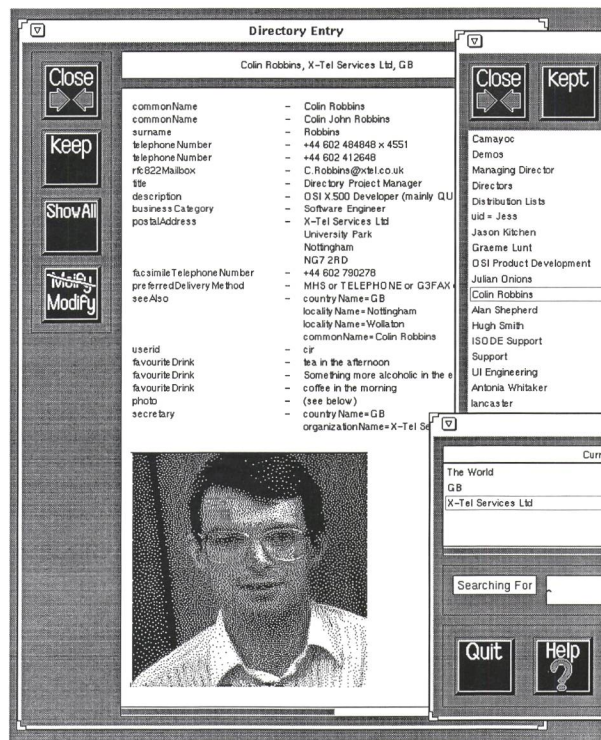 Directory Entry
Close
Keep
Show All
Modify
Modify
Colin Robbins, X-Tel Services Ltd, GB
commonName – Colin Robbins
commonName – Colin John Robbins
surname – Robbins
telephoneNumber – +44 602 484848 x 4551
telephoneNumber – +44 602 412648
rfc822Mailbox – C.Robbins@xtel.co.uk
title – Directory Project Manager
description – OSI X.500 Developer (mainly QU
businessCategory – Software Engineer
postalAddress – X-Tel Services Ltd
University Park
Nottingham
NG7 2RD
facsimileTelephoneNumber – +44 602 790278
preferredDeliveryMethod – MHS or TELEPHONE or G3FAX
seeAlso – countryName=GB
localityName=Nottingham
localityName=Wollaton
commonName=Colin Robbins
userid – cjr
favouriteDrink – tea in the afternoon
favouriteDrink – Something more alcoholic in the e
favouriteDrink – coffee in the morning
photo – (see below)
secretary – countryName=GB
organizationName=X-Tel Se
Close
Kept
Camayoc
Demos
Managing Director
Directors
Distribution Lists
uid = Jess
Jason Kitchen
Graeme Lunt
OSI Product Development
Julian Onions
Colin Robbins
Alan Shepherd
Hugh Smith
ISODE Support
Support
UI Engineering
Antonia Whitaker
lancaster
Curr
The World
GB
X-Tel Services Ltd
Searching For
Quit
Help
?